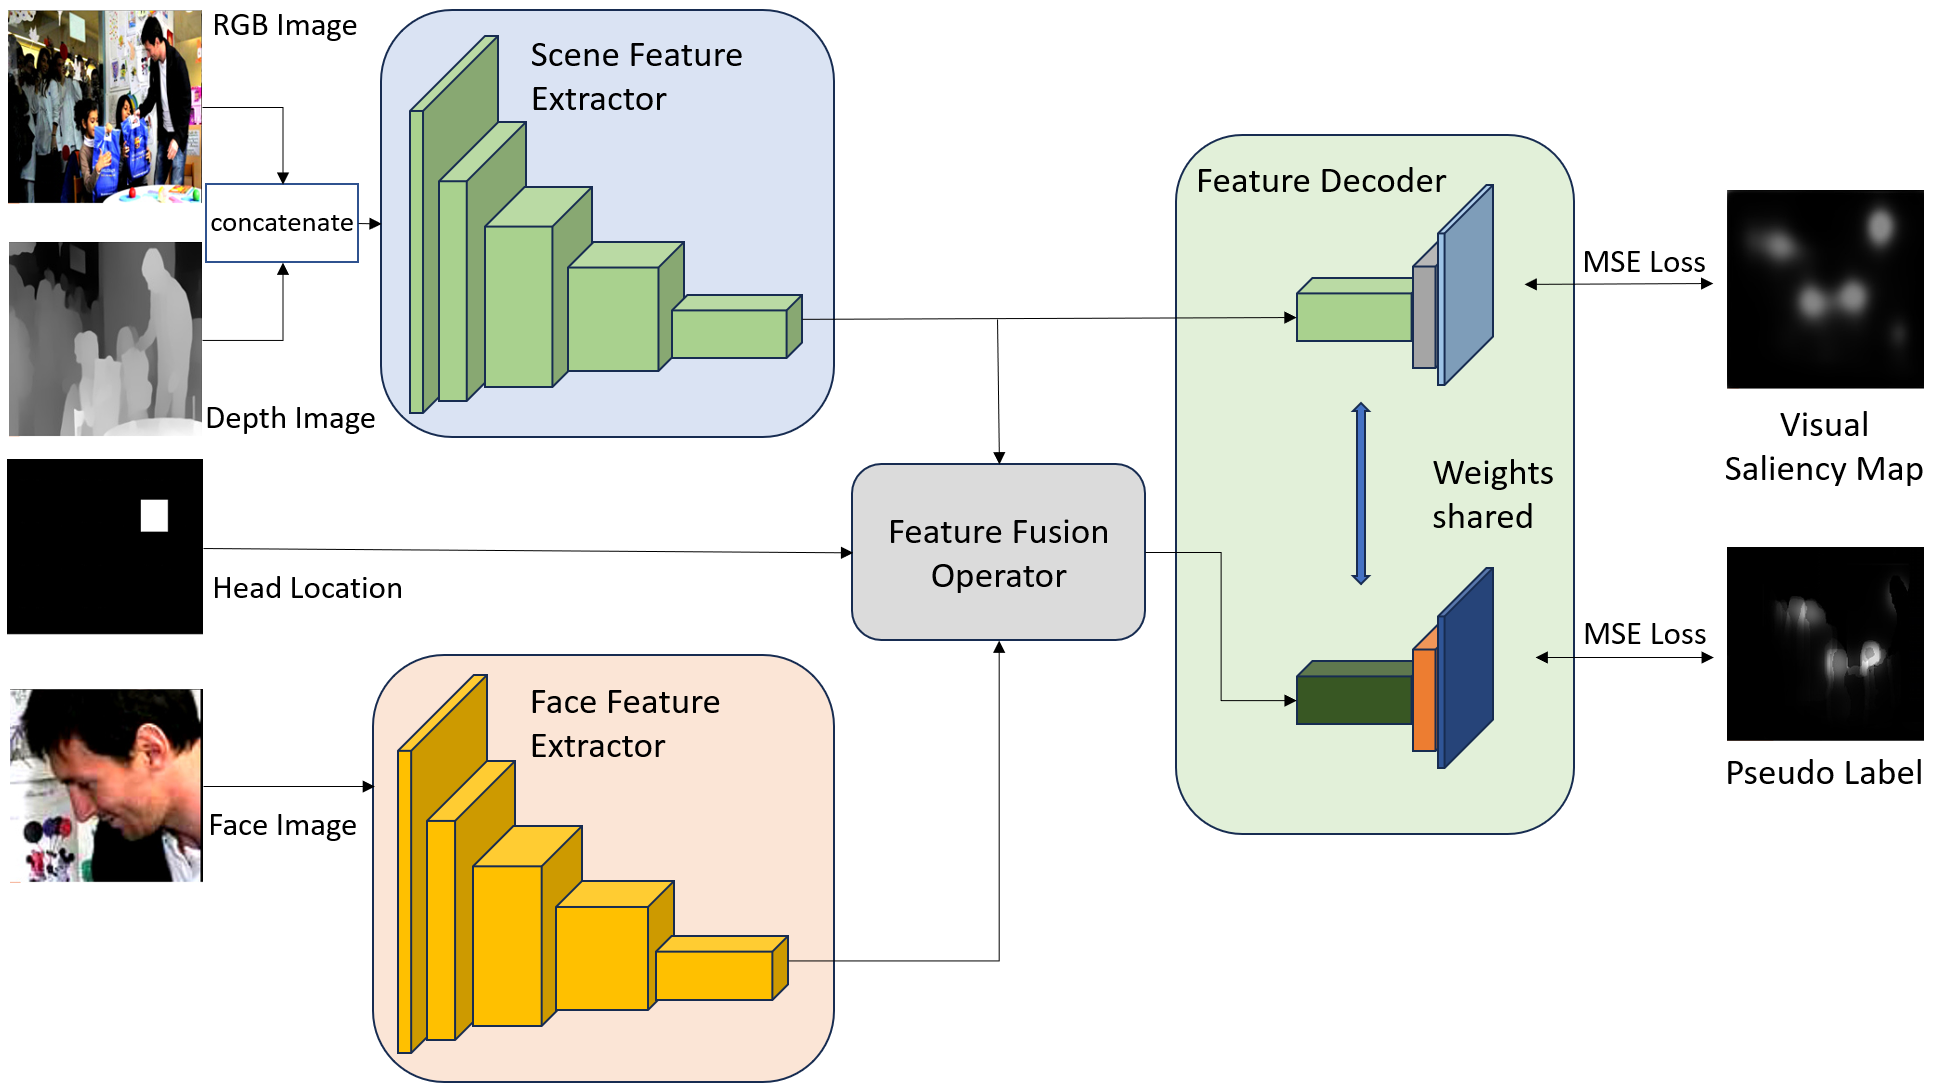 RGB Image
Scene Feature
Extractor
concatenate
Depth Image
Feature Decoder
MSE Loss
Visual
Saliency Map
Weights
shared
Feature Fusion
Operator
Head Location
MSE Loss
Pseudo Label
Face Feature
Extractor
Face Image